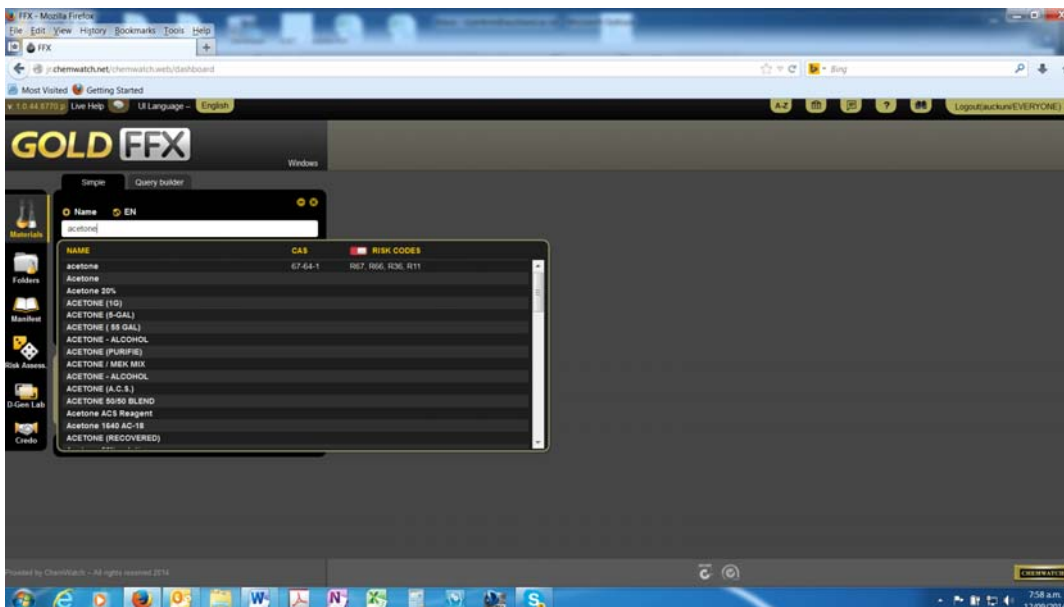 FFX - Mozilla Firefox
File Edit View History Bookmarks Tools Help
FFX
jr.chemwatch.net/chemwatch.web/dashboard
Bing
Most Visited Getting Started
Live Help UI Language – English
A-Z ? Logout(auckuni/EVERYONE)
GOLD FFX
Windows
Simple Query builder
Name EN
acetone
Materials
Folders
Manifest
Risk Assess.
D-Gen Lab
Credo
NAME CAS RISK CODES
acetone 67-64-1 R67, R66, R36, R11
Acetone
Acetone 20%
ACETONE (1G)
ACETONE (5-GAL)
ACETONE ( 55 GAL)
ACETONE - ALCOHOL
ACETONE (PURIFIE)
ACETONE / MEK MIX
ACETONE - ALCOHOL
ACETONE (A.C.S.)
ACETONE 50/50 BLEND
Acetone ACS Reagent
Acetone 1640 AC-18
ACETONE (RECOVERED)
Provided by ChemWatch – All rights reserved 2014
CHEMWATCH
7:58 a.m.